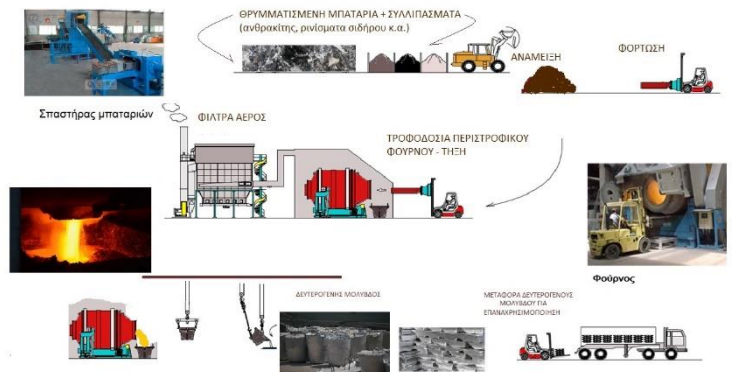 ΘΡΥΜΜΑΤΙΣΜΕΝΗ ΜΠΑΤΑΡΙΑ + ΣΥΛΛΙΠΑΣΜΑΤΑ
(ανθρακίτης, ρινίσματα σιδήρου κ.α.)
ΑΝΑΜΕΙΞΗ
ΦΟΡΤΩΣΗ
Σπαστήρας μπαταριών
ΦΙΛΤΡΑ ΑΕΡΟΣ
ΤΡΟΦΟΔΟΣΙΑ ΠΕΡΙΣΤΡΟΦΙΚΟΥ
ΦΟΥΡΝΟΥ - ΤΗΞΗ
Φούρνος
ΔΕΥΤΕΡΟΓΕΝΗΣ ΜΟΛΥΒΔΟΣ
ΜΕΤΑΦΟΡΑ ΔΕΥΤΕΡΟΓΕΝΟΥΣ
ΜΟΛΥΒΔΟΥ ΓΙΑ
ΕΠΑΝΑΧΡΗΣΙΜΟΠΟΙΗΣΗ